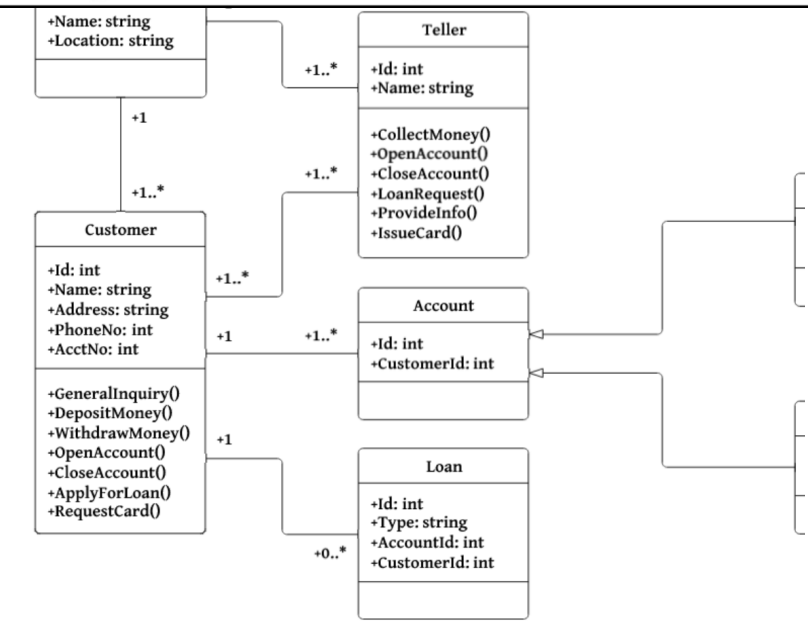 +Name: string
+Location: string
+1
+1..*
Teller
+Id: int
+Name: string
+CollectMoney()
+OpenAccount()
+CloseAccount()
+LoanRequest()
+ProvideInfo()
+IssueCard()
+1..*
+1..*
+1..*
Customer
+Id: int
+Name: string
+Address: string
+PhoneNo: int
+AcctNo: int
+GeneralInquiry()
+DepositMoney()
+WithdrawMoney()
+OpenAccount()
+CloseAccount()
+ApplyForLoan()
+RequestCard()
+1
+1..*
Account
+Id: int
+CustomerId: int
+1
+0..*
Loan
+Id: int
+Type: string
+AccountId: int
+CustomerId: int